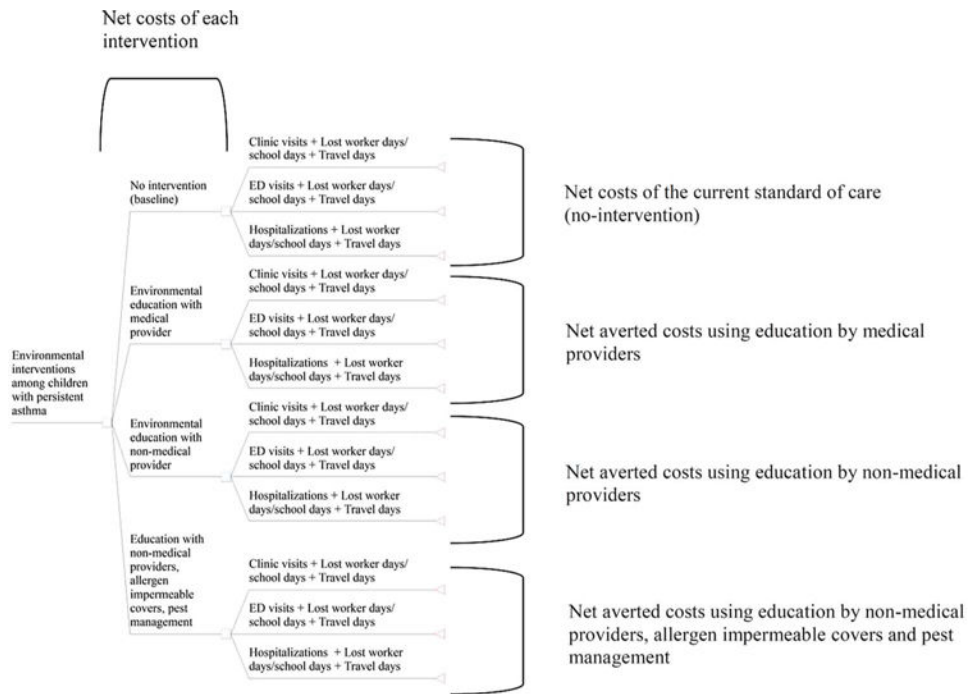 Net costs of each
intervention
Clinic visits + Lost worker days/
school days + Travel days
No intervention
(baseline)
ED visits + Lost worker days/
school days + Travel days
Hospitalizations + Lost worker
days/school days + Travel days
Net costs of the current standard of care
(no-intervention)
Environmental
education with
medical
provider
Clinic visits + Lost worker days/
school days + Travel days
ED visits + Lost worker days/
school days + Travel days
Hospitalizations + Lost worker
days/school days + Travel days
Net averted costs using education by medical
providers
Environmental
interventions
among children
with persistent
asthma
Environmental
education with
non-medical
provider
Clinic visits + Lost worker days/
school days + Travel days
ED visits + Lost worker days/
school days + Travel days
Hospitalizations + Lost worker
days/school days + Travel days
Net averted costs using education by non-medical
providers
Education with
non-medical
providers,
allergen
impermeable
covers, pest
management
Clinic visits + Lost worker days/
school days + Travel days
ED visits + Lost worker days/
school days + Travel days
Hospitalizations + Lost worker
days/school days + Travel days
Net averted costs using education by non-medical
providers, allergen impermeable covers and pest
management